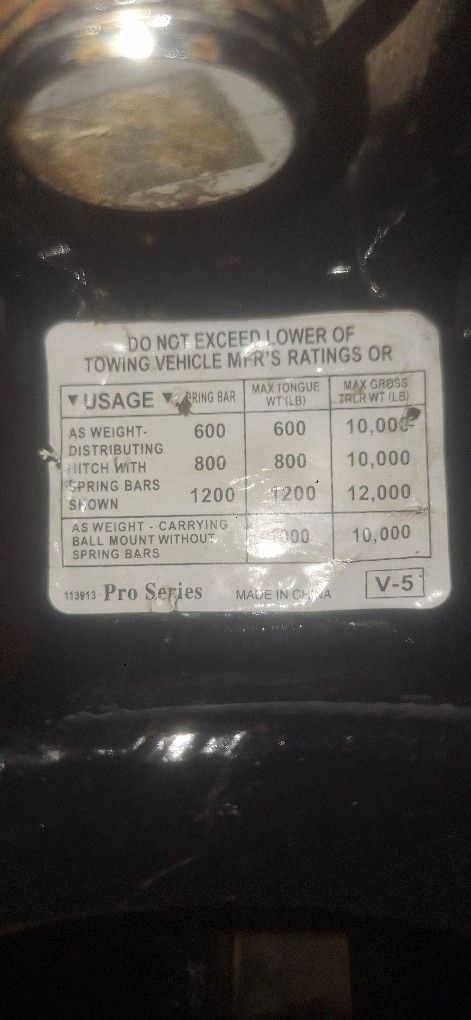 DO NOT EXCEED LOWER OF
TOWING VEHICLE MFR'S RATINGS OR
▼ USAGE ▼ SPRING BAR MAX TONGUE WT (LB) MAX GROSS TRLR WT (LB)
AS WEIGHT- 600 600 10,000
DISTRIBUTING
HITCH WITH 800 800 10,000
SPRING BARS
SHOWN 1200 1200 12,000
AS WEIGHT - CARRYING
BALL MOUNT WITHOUT 1000 10,000
SPRING BARS
113913 Pro Series MADE IN CHINA V-5